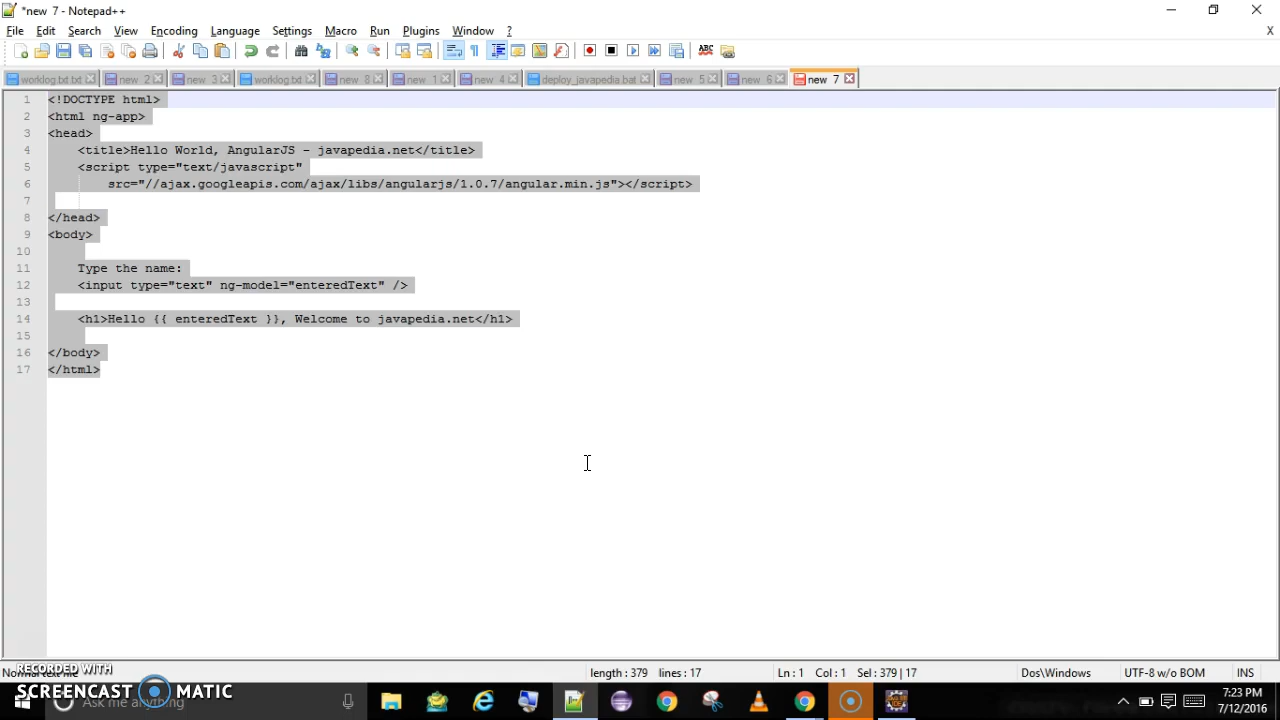 *new 7 - Notepad++
File Edit Search View Encoding Language Settings Macro Run Plugins Window ? X
worklog.txt.txt new 2 new 3 worklog.txt new 8 new 1 new 4 deploy_javapedia.bat new 5 new 6 new 7
1 <!DOCTYPE html>
2 <html ng-app>
3 <head>
4 <title>Hello World, AngularJS - javapedia.net</title>
5 <script type="text/javascript"
6 src="//ajax.googleapis.com/ajax/libs/angularjs/1.0.7/angular.min.js"></script>
7
8 </head>
9 <body>
10
11 Type the name:
12 <input type="text" ng-model="enteredText" />
13
14 <h1>Hello {{ enteredText }}, Welcome to javapedia.net</h1>
15
16 </body>
17 </html>
length : 379 lines : 17 Ln : 1 Col : 1 Sel : 379 | 17 Dos\Windows UTF-8 w/o BOM INS
RECORDED WITH
SCREENCAST MATIC
Ask me anything
7:23 PM
7/12/2016